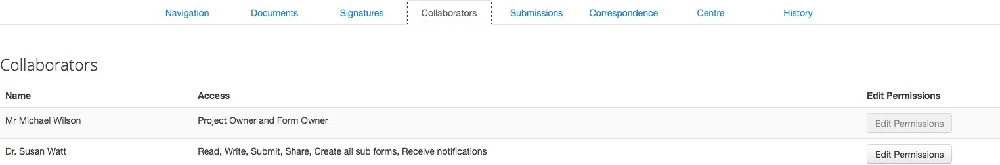 Navigation Documents Signatures Collaborators Submissions Correspondence Centre History
Collaborators
Name Access Edit Permissions
Mr Michael Wilson Project Owner and Form Owner Edit Permissions
Dr. Susan Watt Read, Write, Submit, Share, Create all sub forms, Receive notifications Edit Permissions